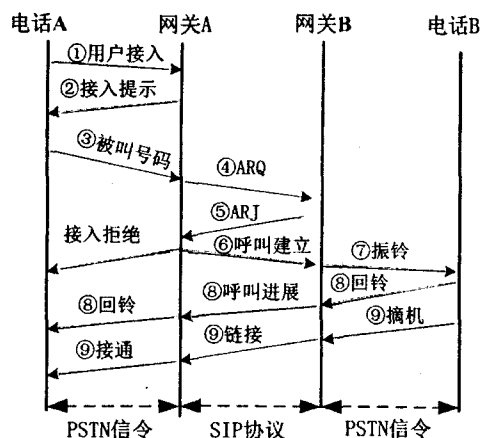 电话A 网关A 网关B 电话B
①用户接入
②接入提示
③被叫号码
④ARQ
⑤ARJ
接入拒绝
⑥呼叫建立
⑦振铃
⑧回铃
⑧呼叫进展
⑧回铃
⑨摘机
⑨链接
⑨接通
PSTN信令 SIP协议 PSTN信令